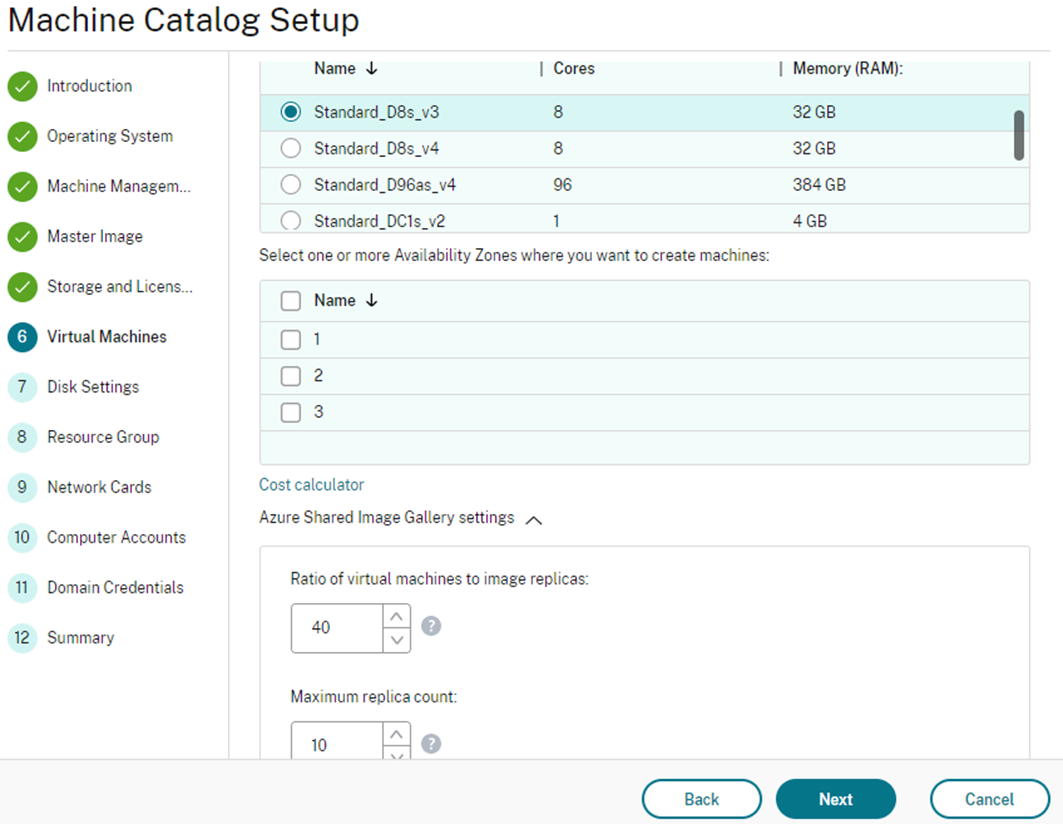 Machine Catalog Setup
Introduction
Operating System
Machine Managem...
Master Image
Storage and Licens...
6 Virtual Machines
7 Disk Settings
8 Resource Group
9 Network Cards
10 Computer Accounts
11 Domain Credentials
12 Summary
Name ↓ | Cores | Memory (RAM):
Standard_D8s_v3 8 32 GB
Standard_D8s_v4 8 32 GB
Standard_D96as_v4 96 384 GB
Standard_DC1s_v2 1 4 GB
Select one or more Availability Zones where you want to create machines:
Name ↓
1
2
3
Cost calculator
Azure Shared Image Gallery settings
Ratio of virtual machines to image replicas:
40 ?
Maximum replica count:
10 ?
Back Next Cancel